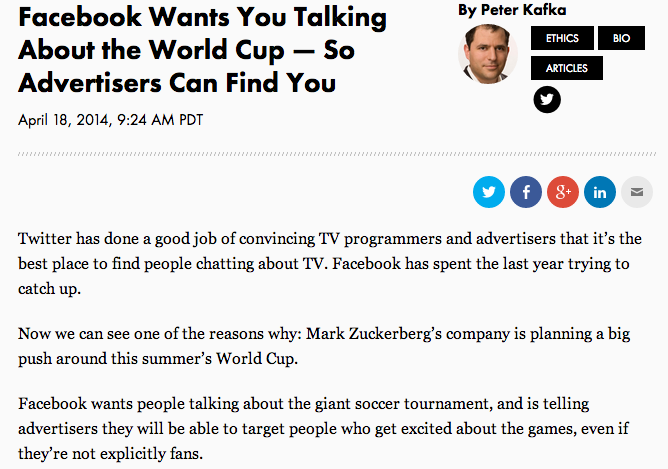 Facebook Wants You Talking
About the World Cup — So
Advertisers Can Find You
April 18, 2014, 9:24 AM PDT
By Peter Kafka
ETHICS
BIO
ARTICLES
g+
in
Twitter has done a good job of convincing TV programmers and advertisers that it’s the
best place to find people chatting about TV. Facebook has spent the last year trying to
catch up.
Now we can see one of the reasons why: Mark Zuckerberg’s company is planning a big
push around this summer’s World Cup.
Facebook wants people talking about the giant soccer tournament, and is telling
advertisers they will be able to target people who get excited about the games, even if
they’re not explicitly fans.